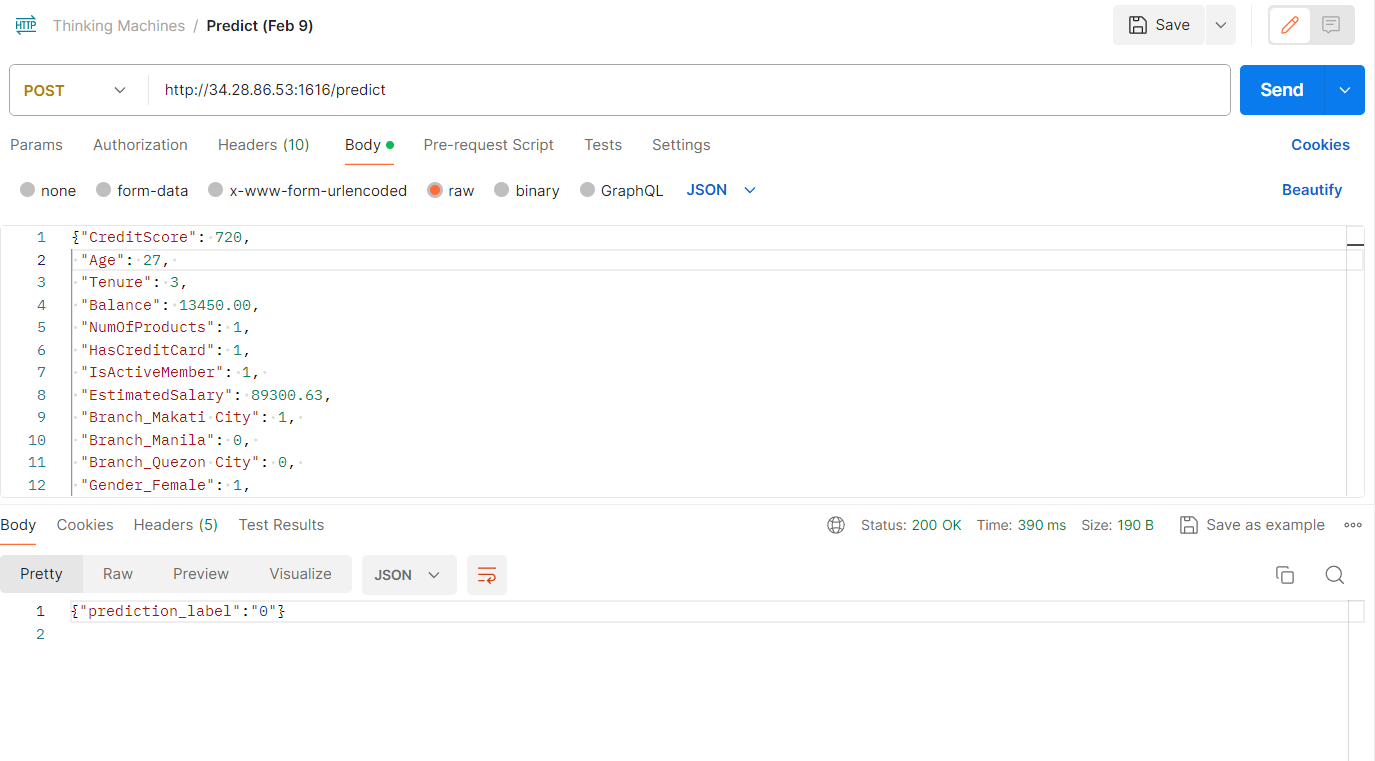 HTTP Thinking Machines / Predict (Feb 9) Save
POST http://34.28.86.53:1616/predict Send
Params Authorization Headers (10) Body Pre-request Script Tests Settings Cookies
none form-data x-www-form-urlencoded raw binary GraphQL JSON Beautify
1 {"CreditScore": 720,
2 "Age": 27,
3 "Tenure": 3,
4 "Balance": 13450.00,
5 "NumOfProducts": 1,
6 "HasCreditCard": 1,
7 "IsActiveMember": 1,
8 "EstimatedSalary": 89300.63,
9 "Branch_Makati City": 1,
10 "Branch_Manila": 0,
11 "Branch_Quezon City": 0,
12 "Gender_Female": 1,
Body Cookies Headers (5) Test Results Status: 200 OK Time: 390 ms Size: 190 B Save as example
Pretty Raw Preview Visualize JSON
1 {"prediction_label":"0"}
2